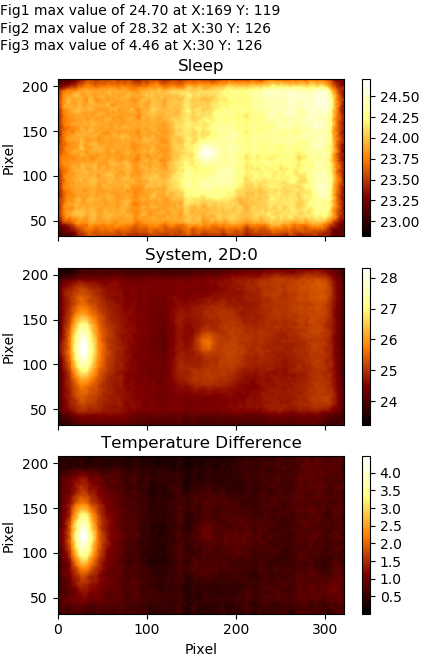 Fig1 max value of 24.70 at X:169 Y: 119
Fig2 max value of 28.32 at X:30 Y: 126
Fig3 max value of 4.46 at X:30 Y: 126
Sleep
200
150
100
50
Pixel
24.50
24.25
24.00
23.75
23.50
23.25
23.00
System, 2D:0
200
150
100
50
Pixel
28
27
26
25
24
Temperature Difference
200
150
100
50
Pixel
4.0
3.5
3.0
2.5
2.0
1.5
1.0
0.5
0 100 200 300
Pixel